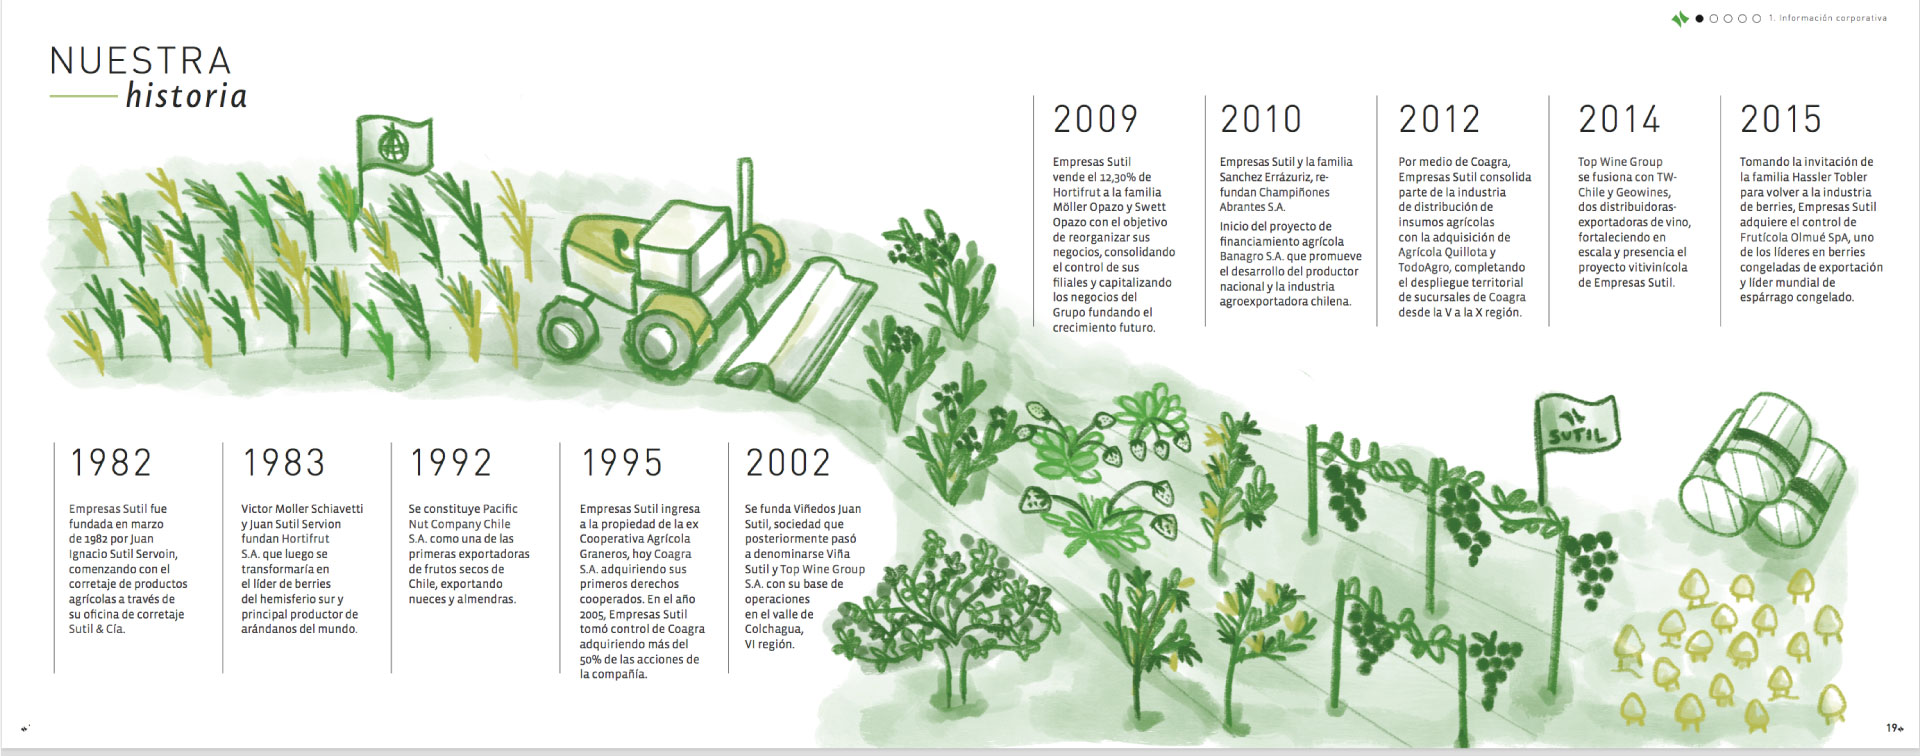 1. Información corporativa
NUESTRA
historia
1982
Empresas Sutil fue
fundada en marzo
de 1982 por Juan
Ignacio Sutil Servoin,
comenzando con el
corretaje de productos
agrícolas a través de
su oficina de corretaje
Sutil & Cía.
1983
Victor Moller Schiavetti
y Juan Sutil Servion
fundan Hortifrut
S.A. que luego se
transformaría en
el líder de berries
del hemisferio sur y
principal productor de
arándanos del mundo.
1992
Se constituye Pacific
Nut Company Chile
S.A. como una de las
primeras exportadoras
de frutos secos de
Chile, exportando
nueces y almendras.
1995
Empresas Sutil ingresa
a la propiedad de la ex
Cooperativa Agrícola
Graneros, hoy Coagra
S.A. adquiriendo sus
primeros derechos
cooperados. En el año
2005, Empresas Sutil
tomó control de Coagra
adquiriendo más del
50% de las acciones de
la compañía.
2002
Se funda Viñedos Juan
Sutil, sociedad que
posteriormente pasó
a denominarse Viña
Sutil y Top Wine Group
S.A. con su base de
operaciones
en el valle de
Colchagua,
VI región.
2009
Empresas Sutil
vende el 12,30% de
Hortifrut a la familia
Möller Opazo y Swett
Opazo con el objetivo
de reorganizar sus
negocios, consolidando
el control de sus
filiales y capitalizando
los negocios del
Grupo fundando el
crecimiento futuro.
2010
Empresas Sutil y la familia
Sanchez Errázuriz, re-
fundan Champiñones
Abrantes S.A.
Inicio del proyecto de
financiamiento agrícola
Banagro S.A. que promueve
el desarrollo del productor
nacional y la industria
agroexportadora chilena.
2012
Por medio de Coagra,
Empresas Sutil consolida
parte de la industria
de distribución de
insumos agrícolas
con la adquisición de
Agrícola Quillota y
TodoAgro, completando
el despliegue territorial
de sucursales de Coagra
desde la V a la X región.
2014
Top Wine Group
se fusiona con TW-
Chile y Geowines,
dos distribuidoras-
exportadoras de vino,
fortaleciendo en
escala y presencia el
proyecto vitivinícola
de Empresas Sutil.
2015
Tomando la invitación de
la familia Hassler Tobler
para volver a la industria
de berries, Empresas Sutil
adquiere el control de
Frutícola Olmué SpA, uno
de los líderes en berries
congeladas de exportación
y líder mundial de
espárrago congelado.
SUTIL
19